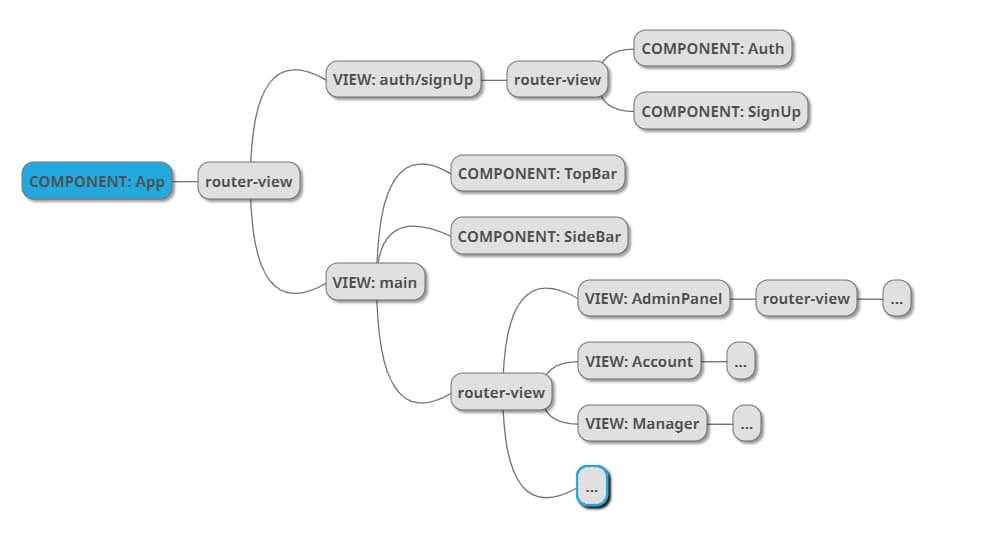 COMPONENT: Auth
VIEW: auth/signUp
router-view
COMPONENT: SignUp
COMPONENT: App
router-view
COMPONENT: TopBar
COMPONENT: SideBar
VIEW: main
VIEW: AdminPanel
router-view
...
VIEW: Account
...
router-view
VIEW: Manager
...
...